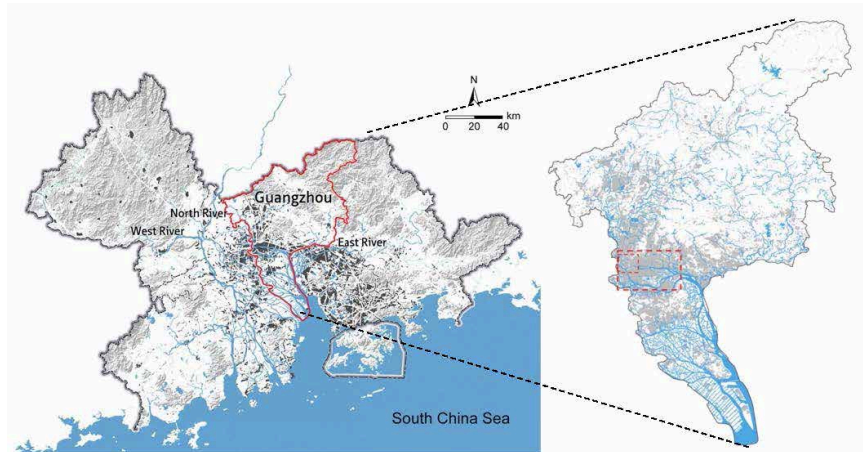 N
km
0 20 40
Guangzhou
North River
West River
East River
South China Sea